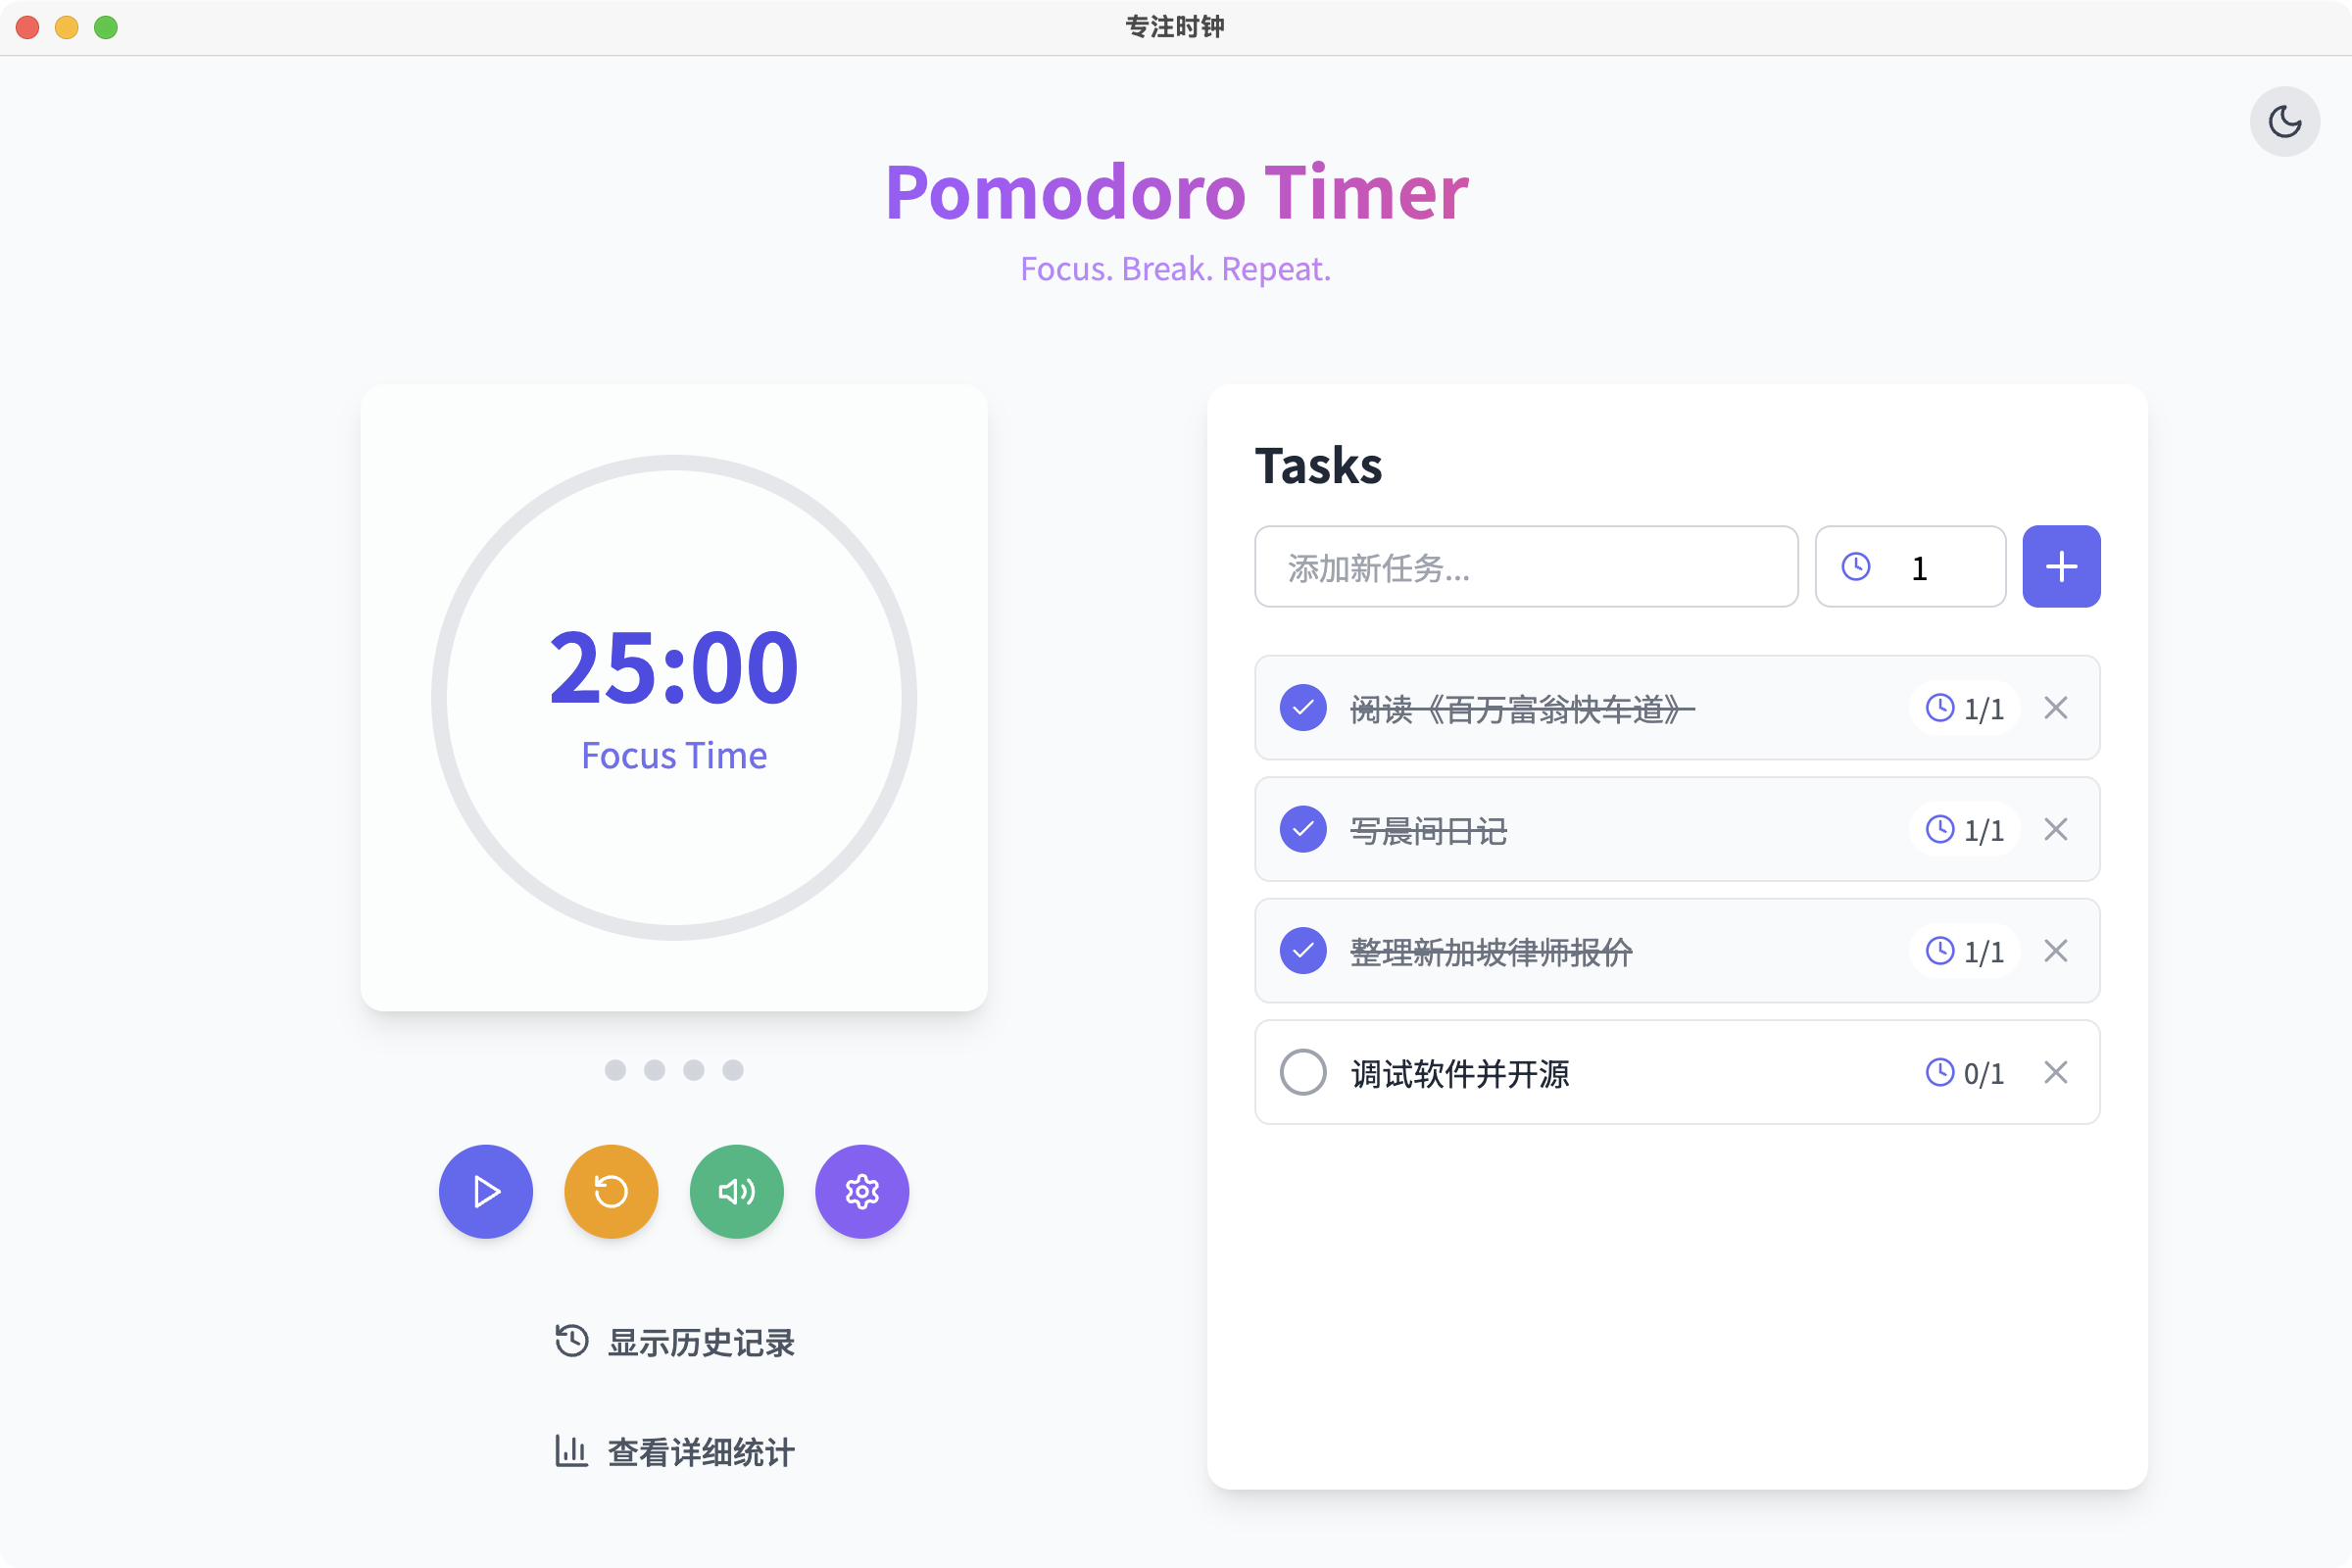 专注时钟
Pomodoro Timer
Focus. Break. Repeat.
25:00
Focus Time
显示历史记录
查看详细统计
Tasks
添加新任务... 1
阅读《百万富翁快车道》 1/1
写晨间日记 1/1
整理新加坡律师报价 1/1
调试软件并开源 0/1